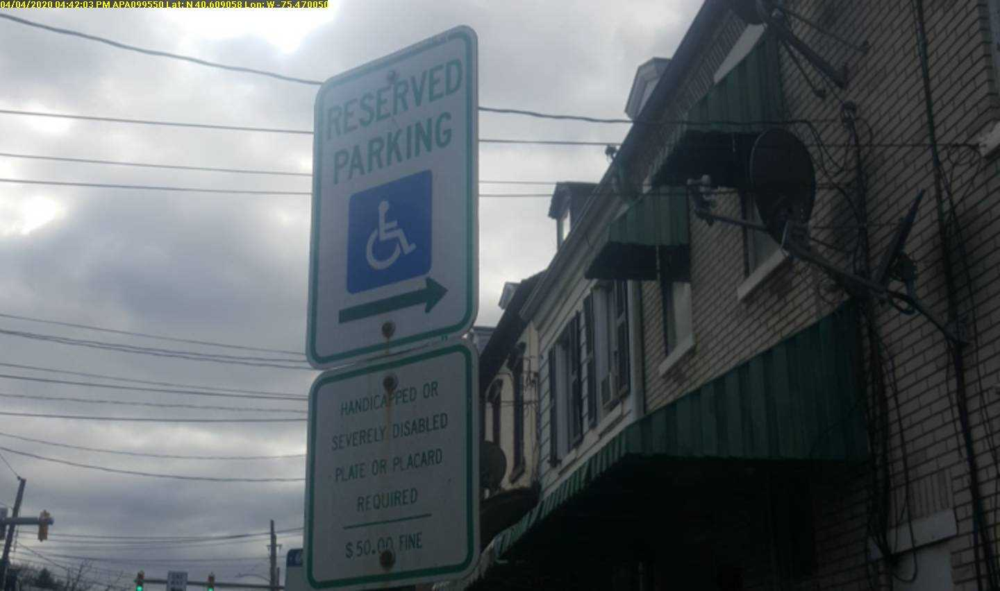 04/04/2020 04:42:03 PM APA099550 Lat: N 40.609058 Lon: W -75.470050
RESERVED
PARKING
HANDICAPPED OR
SEVERELY DISABLED
PLATE OR PLACARD
REQUIRED
$50.00 FINE